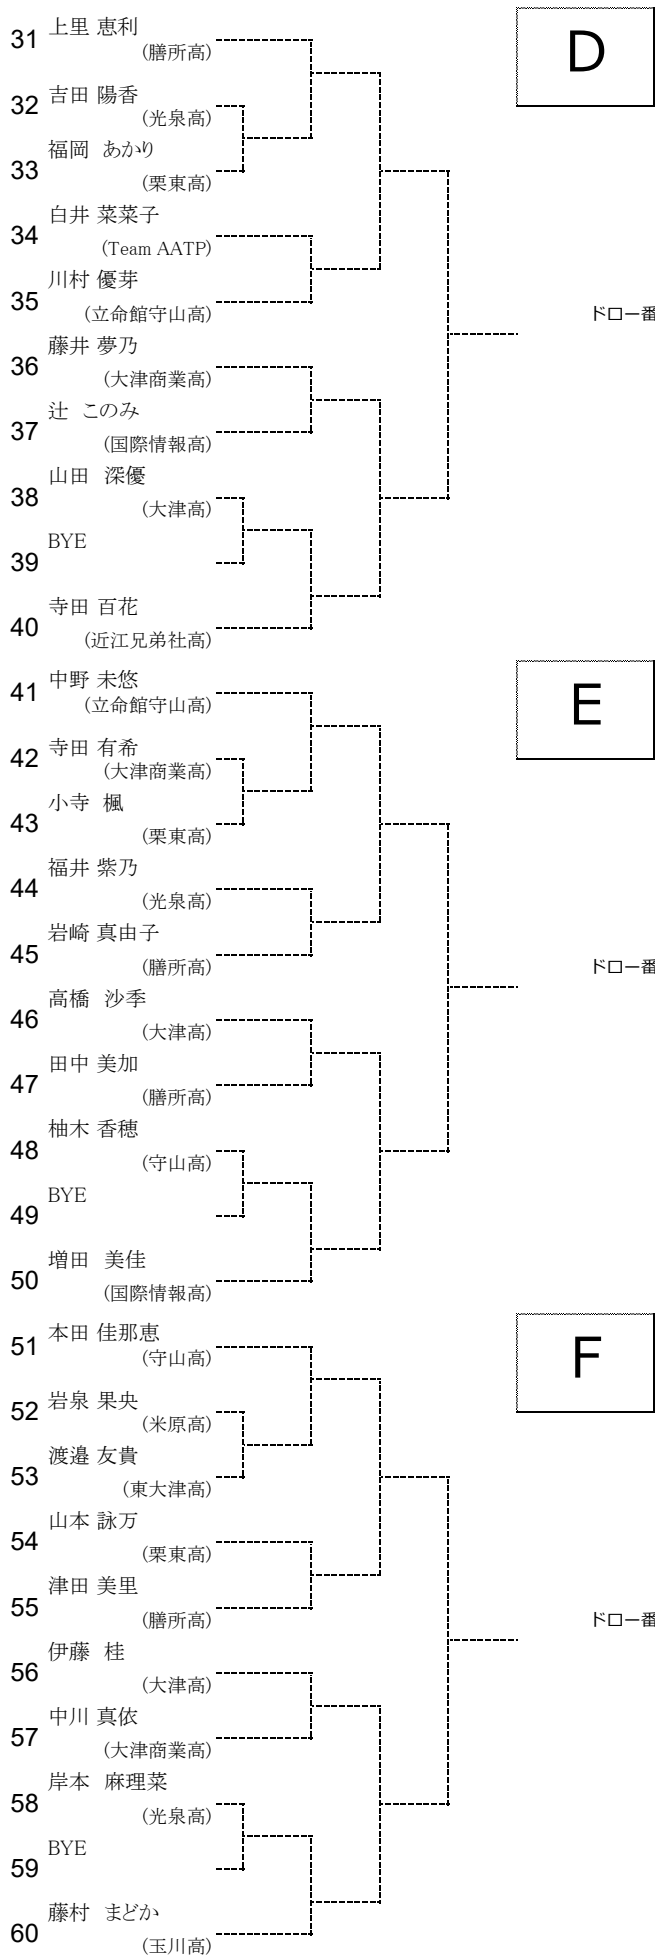 D
31 上里 恵利
(膳所高)
32 吉田 陽香
(光泉高)
33 福岡 あかり
(栗東高)
34 白井 菜菜子
(Team AATP)
35 川村 優芽
(立命館守山高)
ドロー番
36 藤井 夢乃
(大津商業高)
37 辻 このみ
(国際情報高)
38 山田 深優
(大津高)
39 BYE
40 寺田 百花
(近江兄弟社高)
E
41 中野 未悠
(立命館守山高)
42 寺田 有希
(大津商業高)
43 小寺 楓
(栗東高)
44 福井 紫乃
(光泉高)
45 岩崎 真由子
(膳所高)
ドロー番
46 高橋 沙季
(大津高)
47 田中 美加
(膳所高)
48 柚木 香穂
(守山高)
49 BYE
50 増田 美佳
(国際情報高)
F
51 本田 佳那恵
(守山高)
52 岩泉 果央
(米原高)
53 渡邉 友貴
(東大津高)
54 山本 詠万
(栗東高)
55 津田 美里
(膳所高)
ドロー番
56 伊藤 桂
(大津高)
57 中川 真依
(大津商業高)
58 岸本 麻理菜
(光泉高)
59 BYE
60 藤村 まどか
(玉川高)